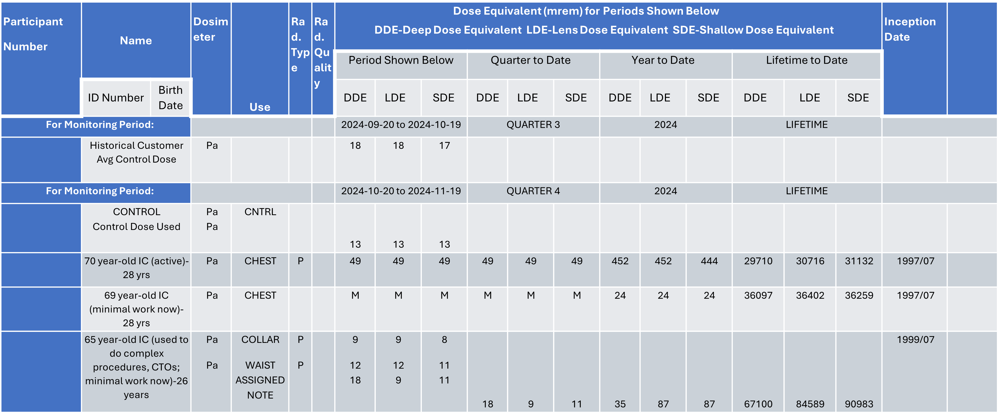 Participant Number
Name
Dosim
eter
Use
Ra
d.
Typ
e
Ra
d.
Qu
alit
y
Dose Equivalent (mrem) for Periods Shown Below
DDE-Deep Dose Equivalent LDE-Lens Dose Equivalent SDE-Shallow Dose Equivalent
Inception
Date
Period Shown Below Quarter to Date Year to Date Lifetime to Date
ID Number Birth
Date
DDE LDE SDE DDE LDE SDE DDE LDE SDE DDE LDE SDE
For Monitoring Period: 2024-09-20 to 2024-10-19 QUARTER 3 2024 LIFETIME
Historical Customer Pa 18 18 17
Avg Control Dose
For Monitoring Period: 2024-10-20 to 2024-11-19 QUARTER 4 2024 LIFETIME
CONTROL Pa CNTRL
Control Dose Used Pa
13 13 13
70 year-old IC (active)- Pa CHEST P 49 49 49 49 49 49 452 452 444 29710 30716 31132 1997/07
28 yrs
69 year-old IC Pa CHEST M M M M M M 24 24 24 36097 36402 36259 1997/07
(minimal work now)-
28 yrs
65 year-old IC (used to Pa COLLAR P 9 9 8 1999/07
do complex
procedures, CTOs; Pa WAIST P 12 12 11
minimal work now)-26 ASSIGNED 18 9 11
years NOTE
18 9 11 35 87 87 67100 84589 90983